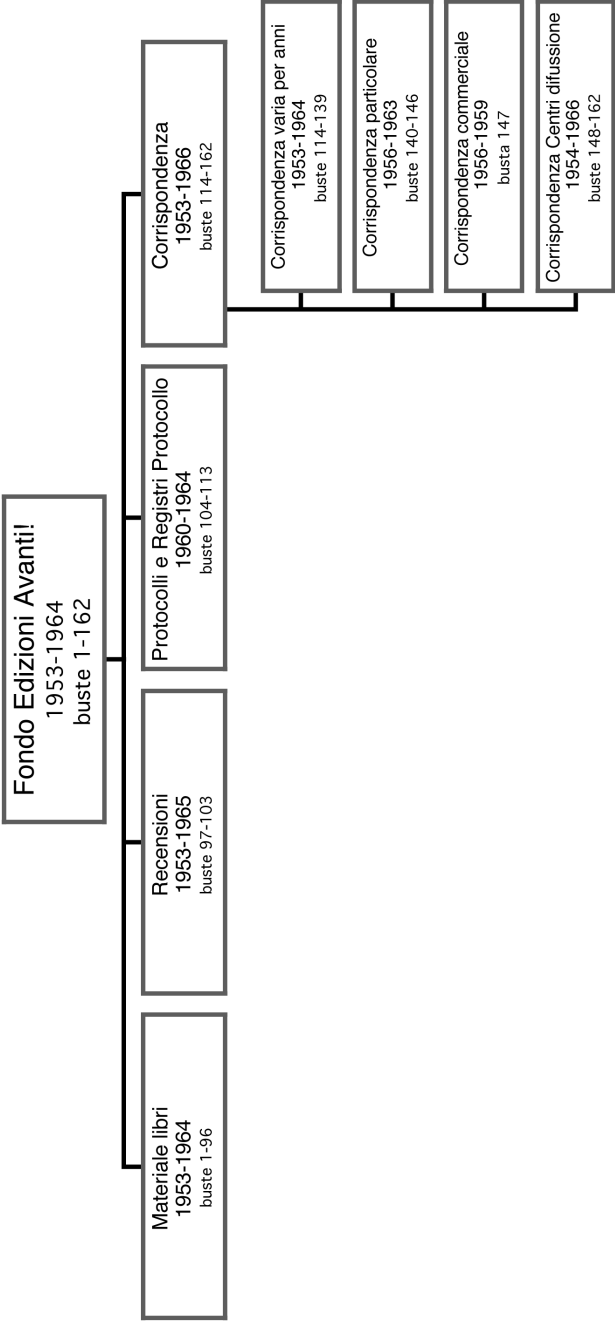 Fondo Edizioni Avanti!
1953-1964
buste 1-162
Materiale libri
1953-1964
buste 1-96
Recensioni
1953-1965
buste 97-103
Protocolli e Registri Protocollo
1960-1964
buste 104-113
Corrispondenza
1953-1966
buste 114-162
Corrispondenza varia per anni
1953-1964
buste 114-139
Corrispondenza particolare
1956-1963
buste 140-146
Corrispondenza commerciale
1956-1959
busta 147
Corrispondenza Centri difussione
1954-1966
buste 148-162